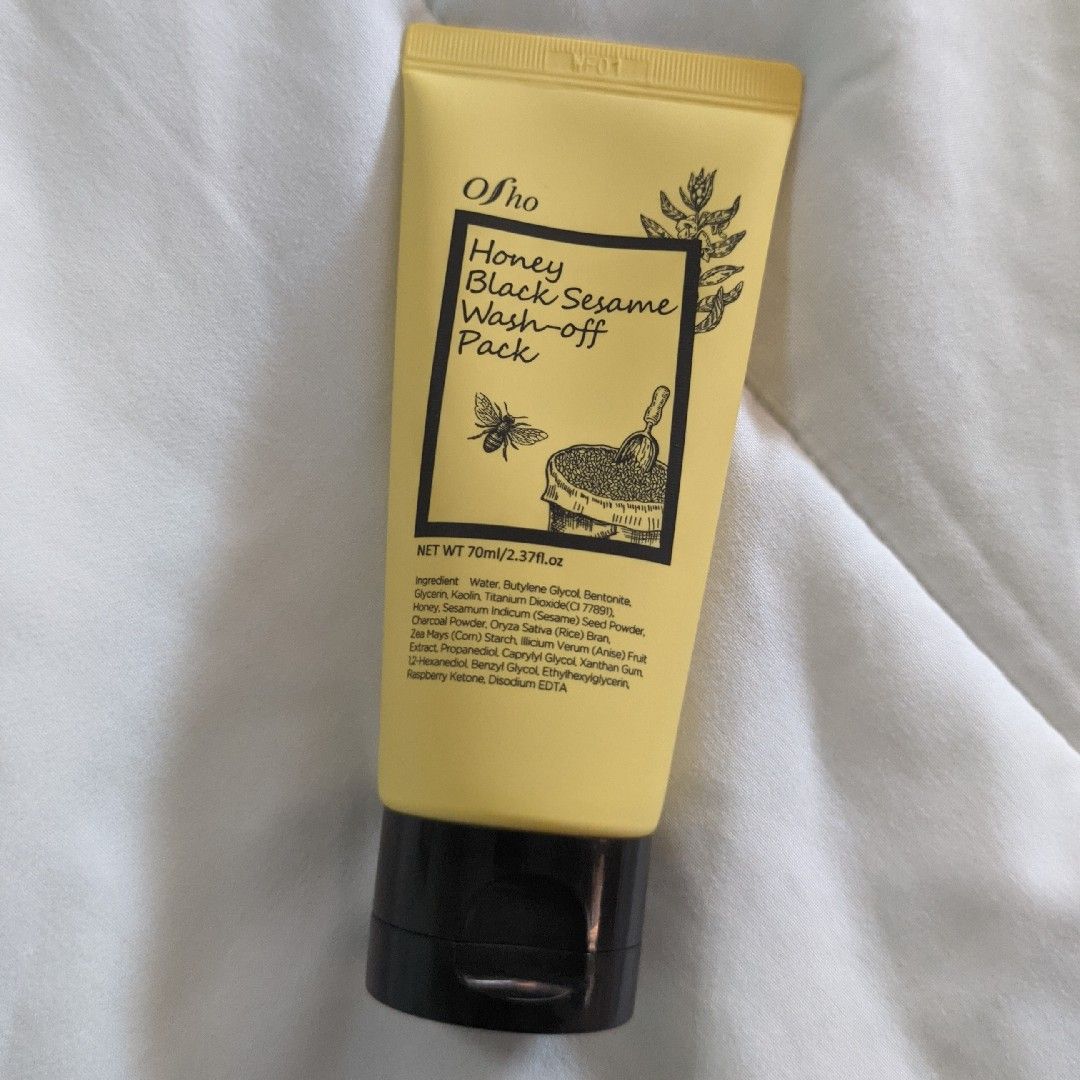 W-01
Osho
Honey
Black Sesame
Wash-off
Pack
NET WT 70ml/2.37fl.oz
Ingredient Water, Butylene Glycol, Bentonite,
Glycerin, Kaolin, Titanium Dioxide(CI 77891),
Honey, Sesamum Indicum (Sesame) Seed Powder,
Charcoal Powder, Oryza Sativa (Rice) Bran,
Zea Mays (Corn) Starch, Illicium Verum (Anise) Fruit
Extract, Propanediol, Caprylyl Glycol, Xanthan Gum,
1,2-Hexanediol, Benzyl Glycol, Ethylhexylglycerin,
Raspberry Ketone, Disodium EDTA